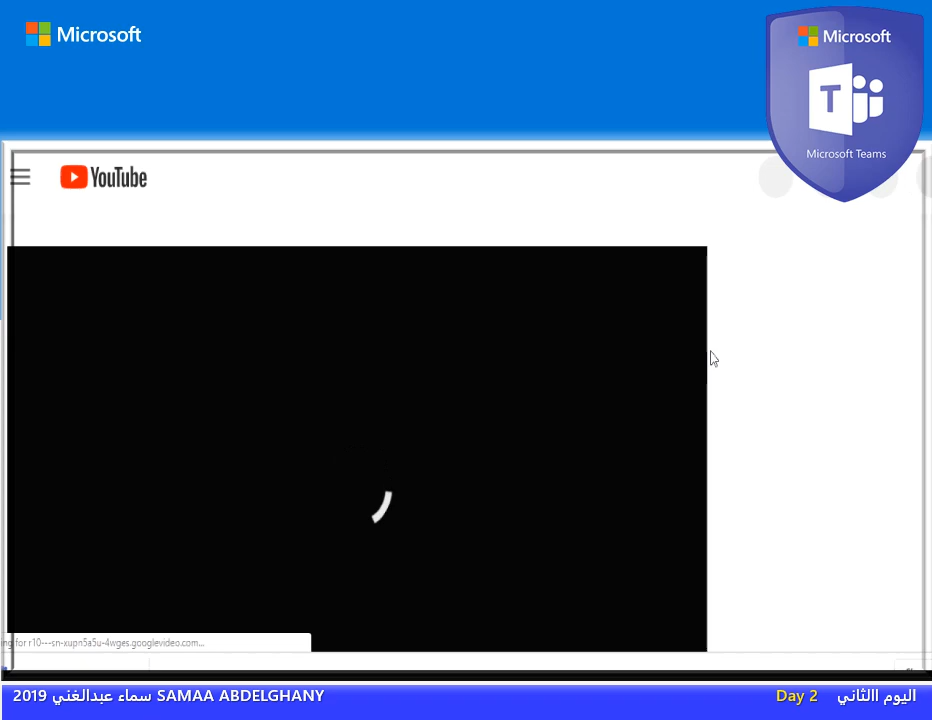 Microsoft
Microsoft
Microsoft Teams
YouTube
ing for r10---sn-xupn5a5u-4wges.googlevideo.com...
2019 سماء عبدالغني SAMAA ABDELGHANY
Day 2 اليوم االثاني